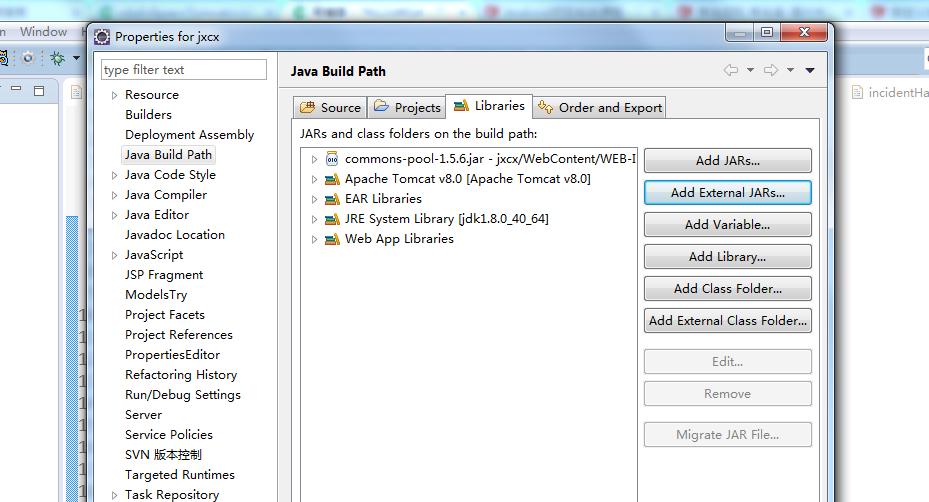 Window
Properties for jxcx
type filter text
Resource
Builders
Deployment Assembly
Java Build Path
Java Code Style
Java Compiler
Java Editor
Javadoc Location
JavaScript
JSP Fragment
ModelsTry
Project Facets
Project References
PropertiesEditor
Refactoring History
Run/Debug Settings
Server
Service Policies
SVN 版本控制
Targeted Runtimes
Task Repository
Java Build Path
Source
Projects
Libraries
Order and Export
JARs and class folders on the build path:
commons-pool-1.5.6.jar - jxcx/WebContent/WEB-I
Apache Tomcat v8.0 [Apache Tomcat v8.0]
EAR Libraries
JRE System Library [jdk1.8.0_40_64]
Web App Libraries
Add JARs...
Add External JARs...
Add Variable...
Add Library...
Add Class Folder...
Add External Class Folder...
Edit...
Remove
Migrate JAR File...
incidentHa